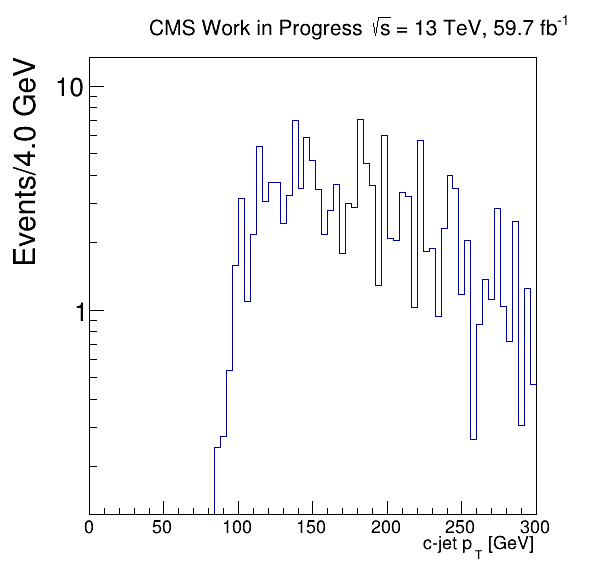 CMS Work in Progress √s = 13 TeV, 59.7 fb⁻¹
Events/4.0 GeV
10
1
0 50 100 150 200 250 300
c-jet p_T [GeV]